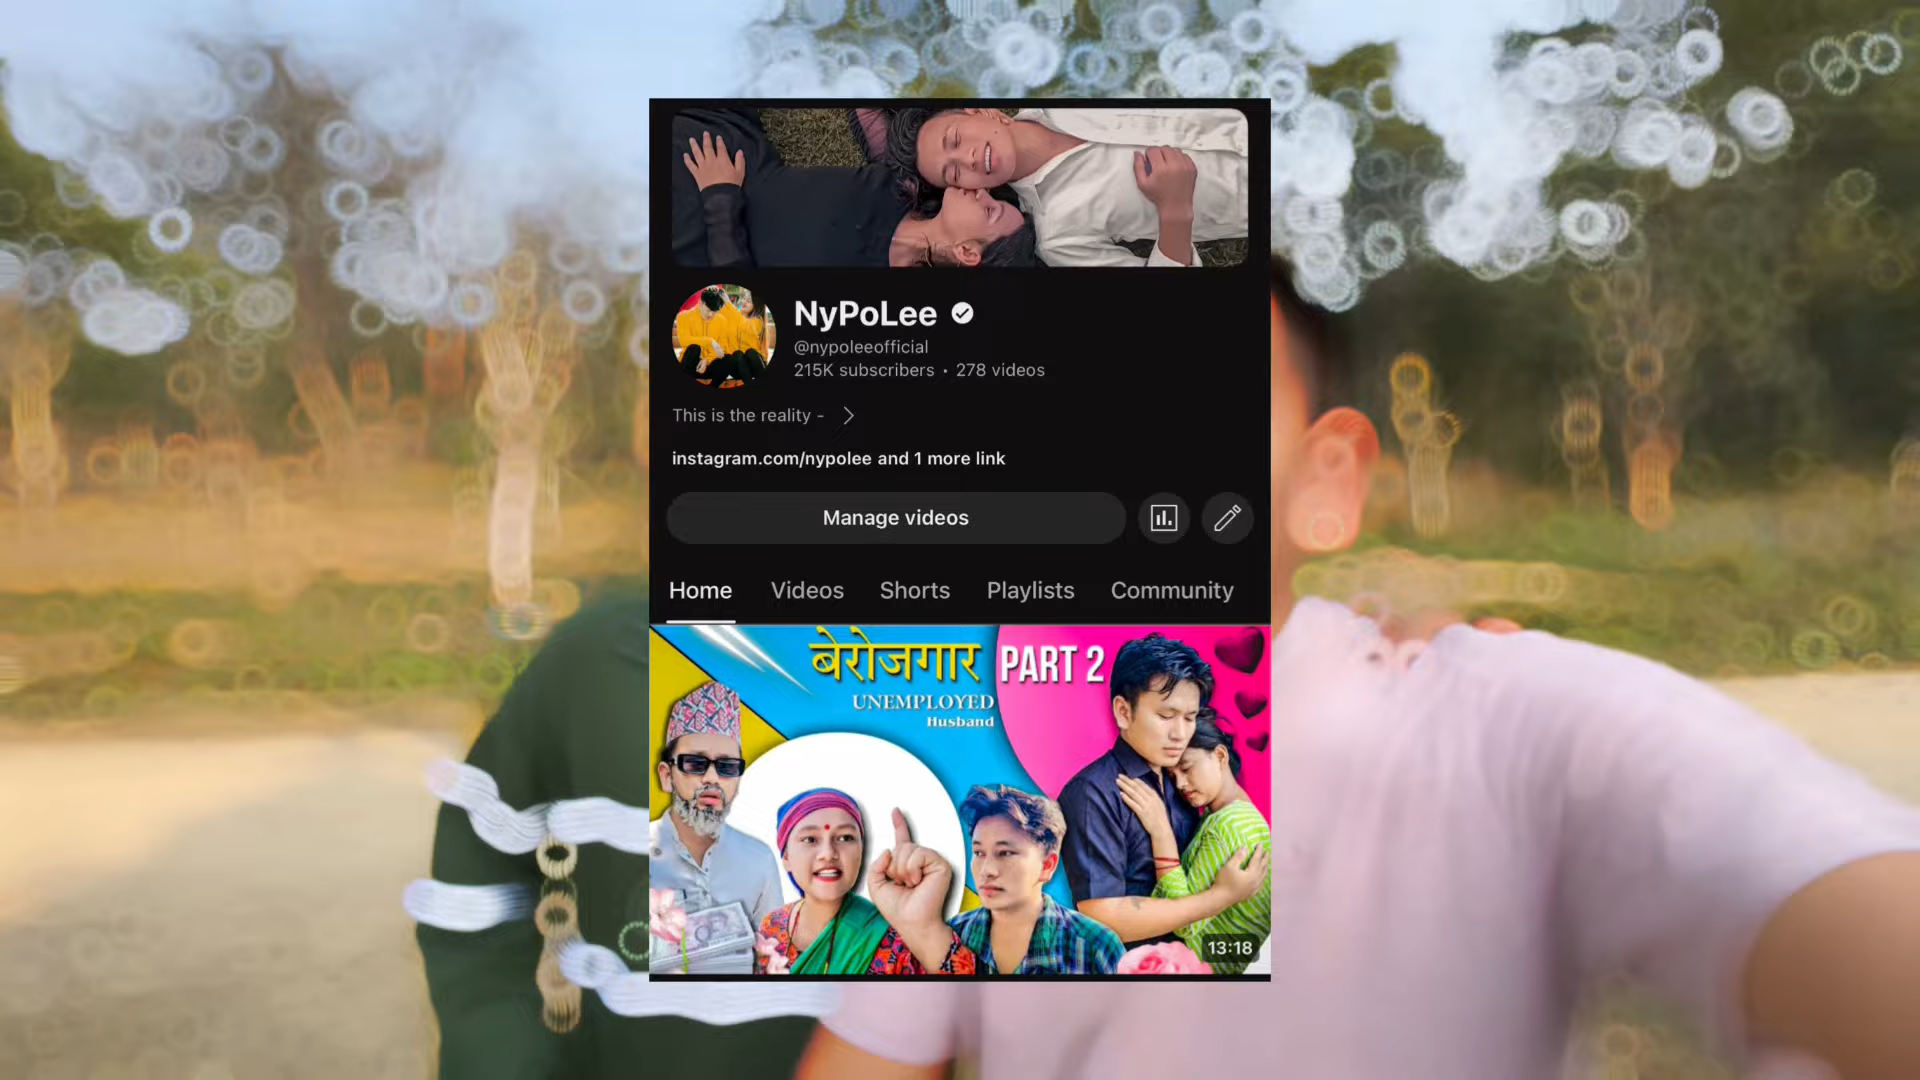 NyPoLee
@nypoleeofficial
215K subscribers • 278 videos
This is the reality -
instagram.com/nypolee and 1 more link
Manage videos
Home Videos Shorts Playlists Community
बेरोजगार PART 2
UNEMPLOYED
Husband
13:18